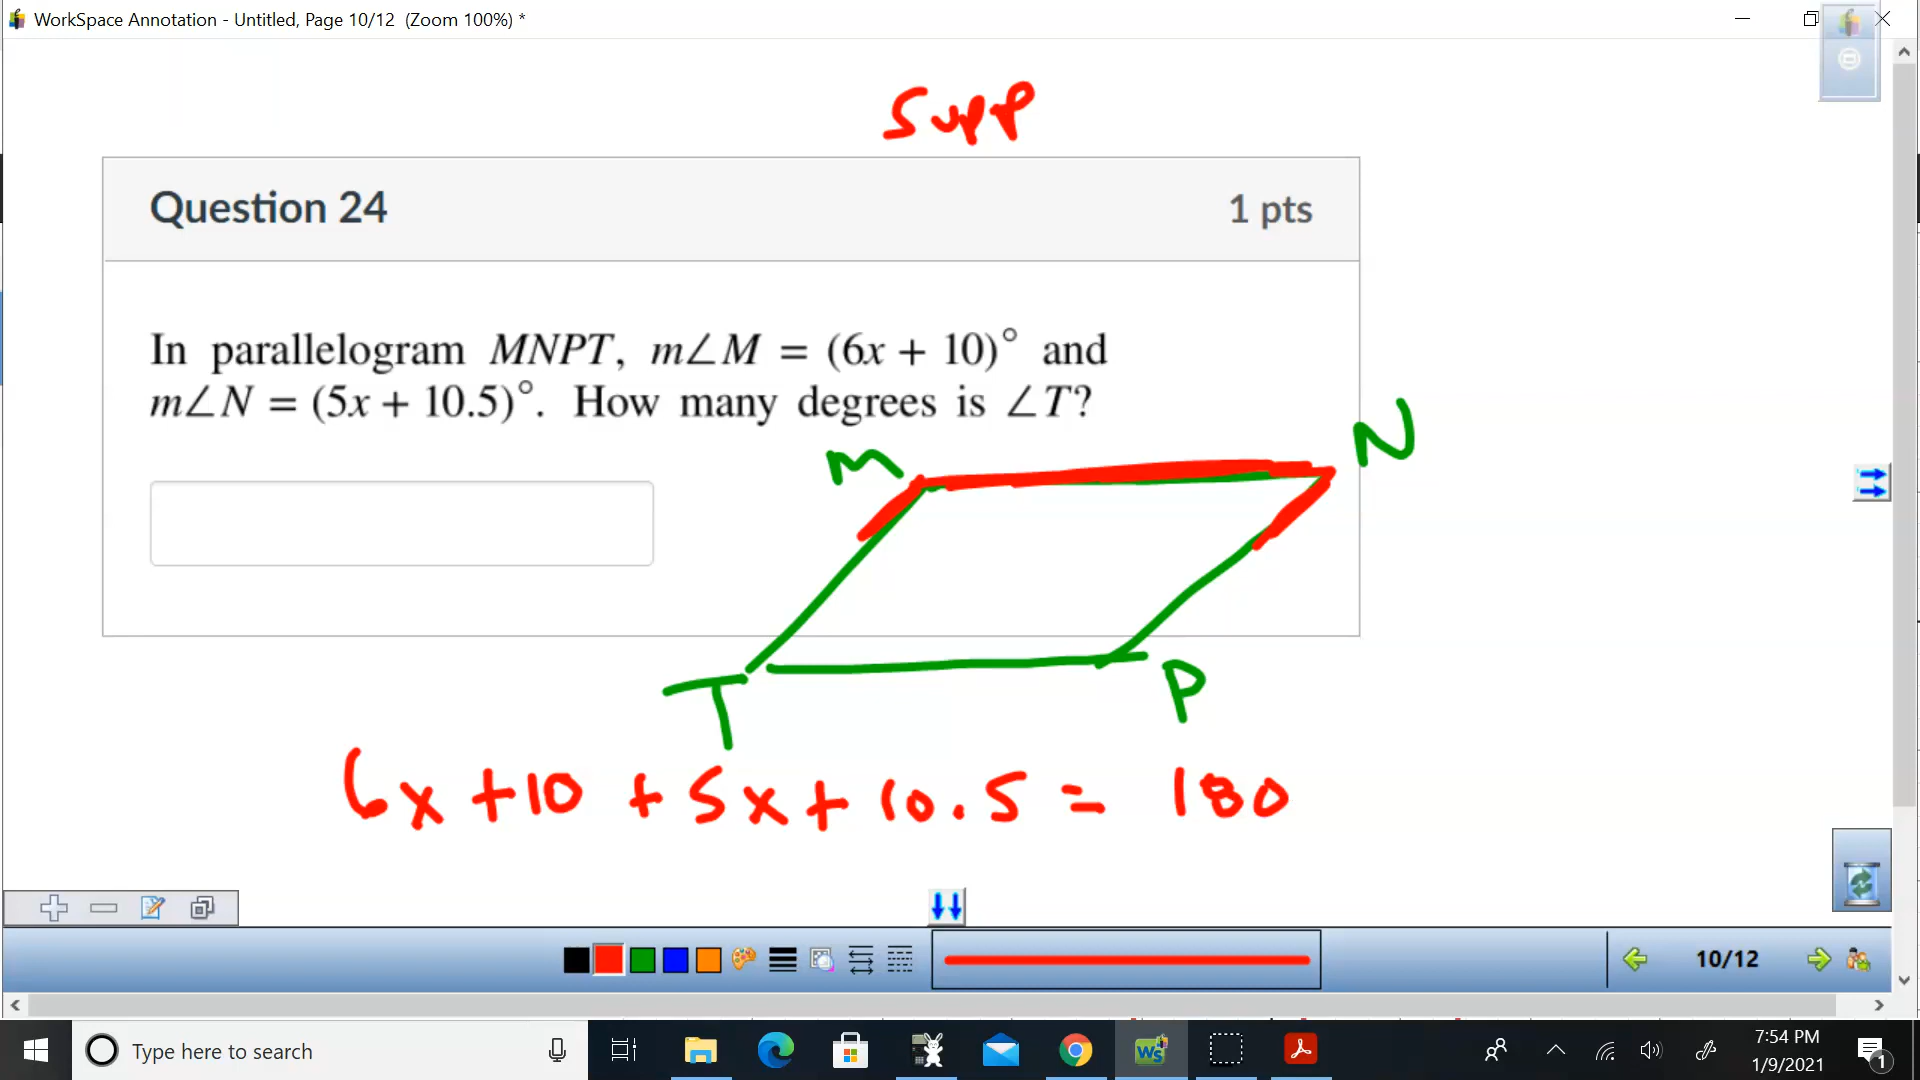 WorkSpace Annotation - Untitled, Page 10/12 (Zoom 100%) *
Supp
Question 24
1 pts
In parallelogram MNPT, m∠M = (6x + 10)° and
m∠N = (5x + 10.5)°. How many degrees is ∠T?
M
N
T
P
6x + 10 + 5x + 10.5 = 180
10/12
Type here to search
WS
7:54 PM
1/9/2021
1